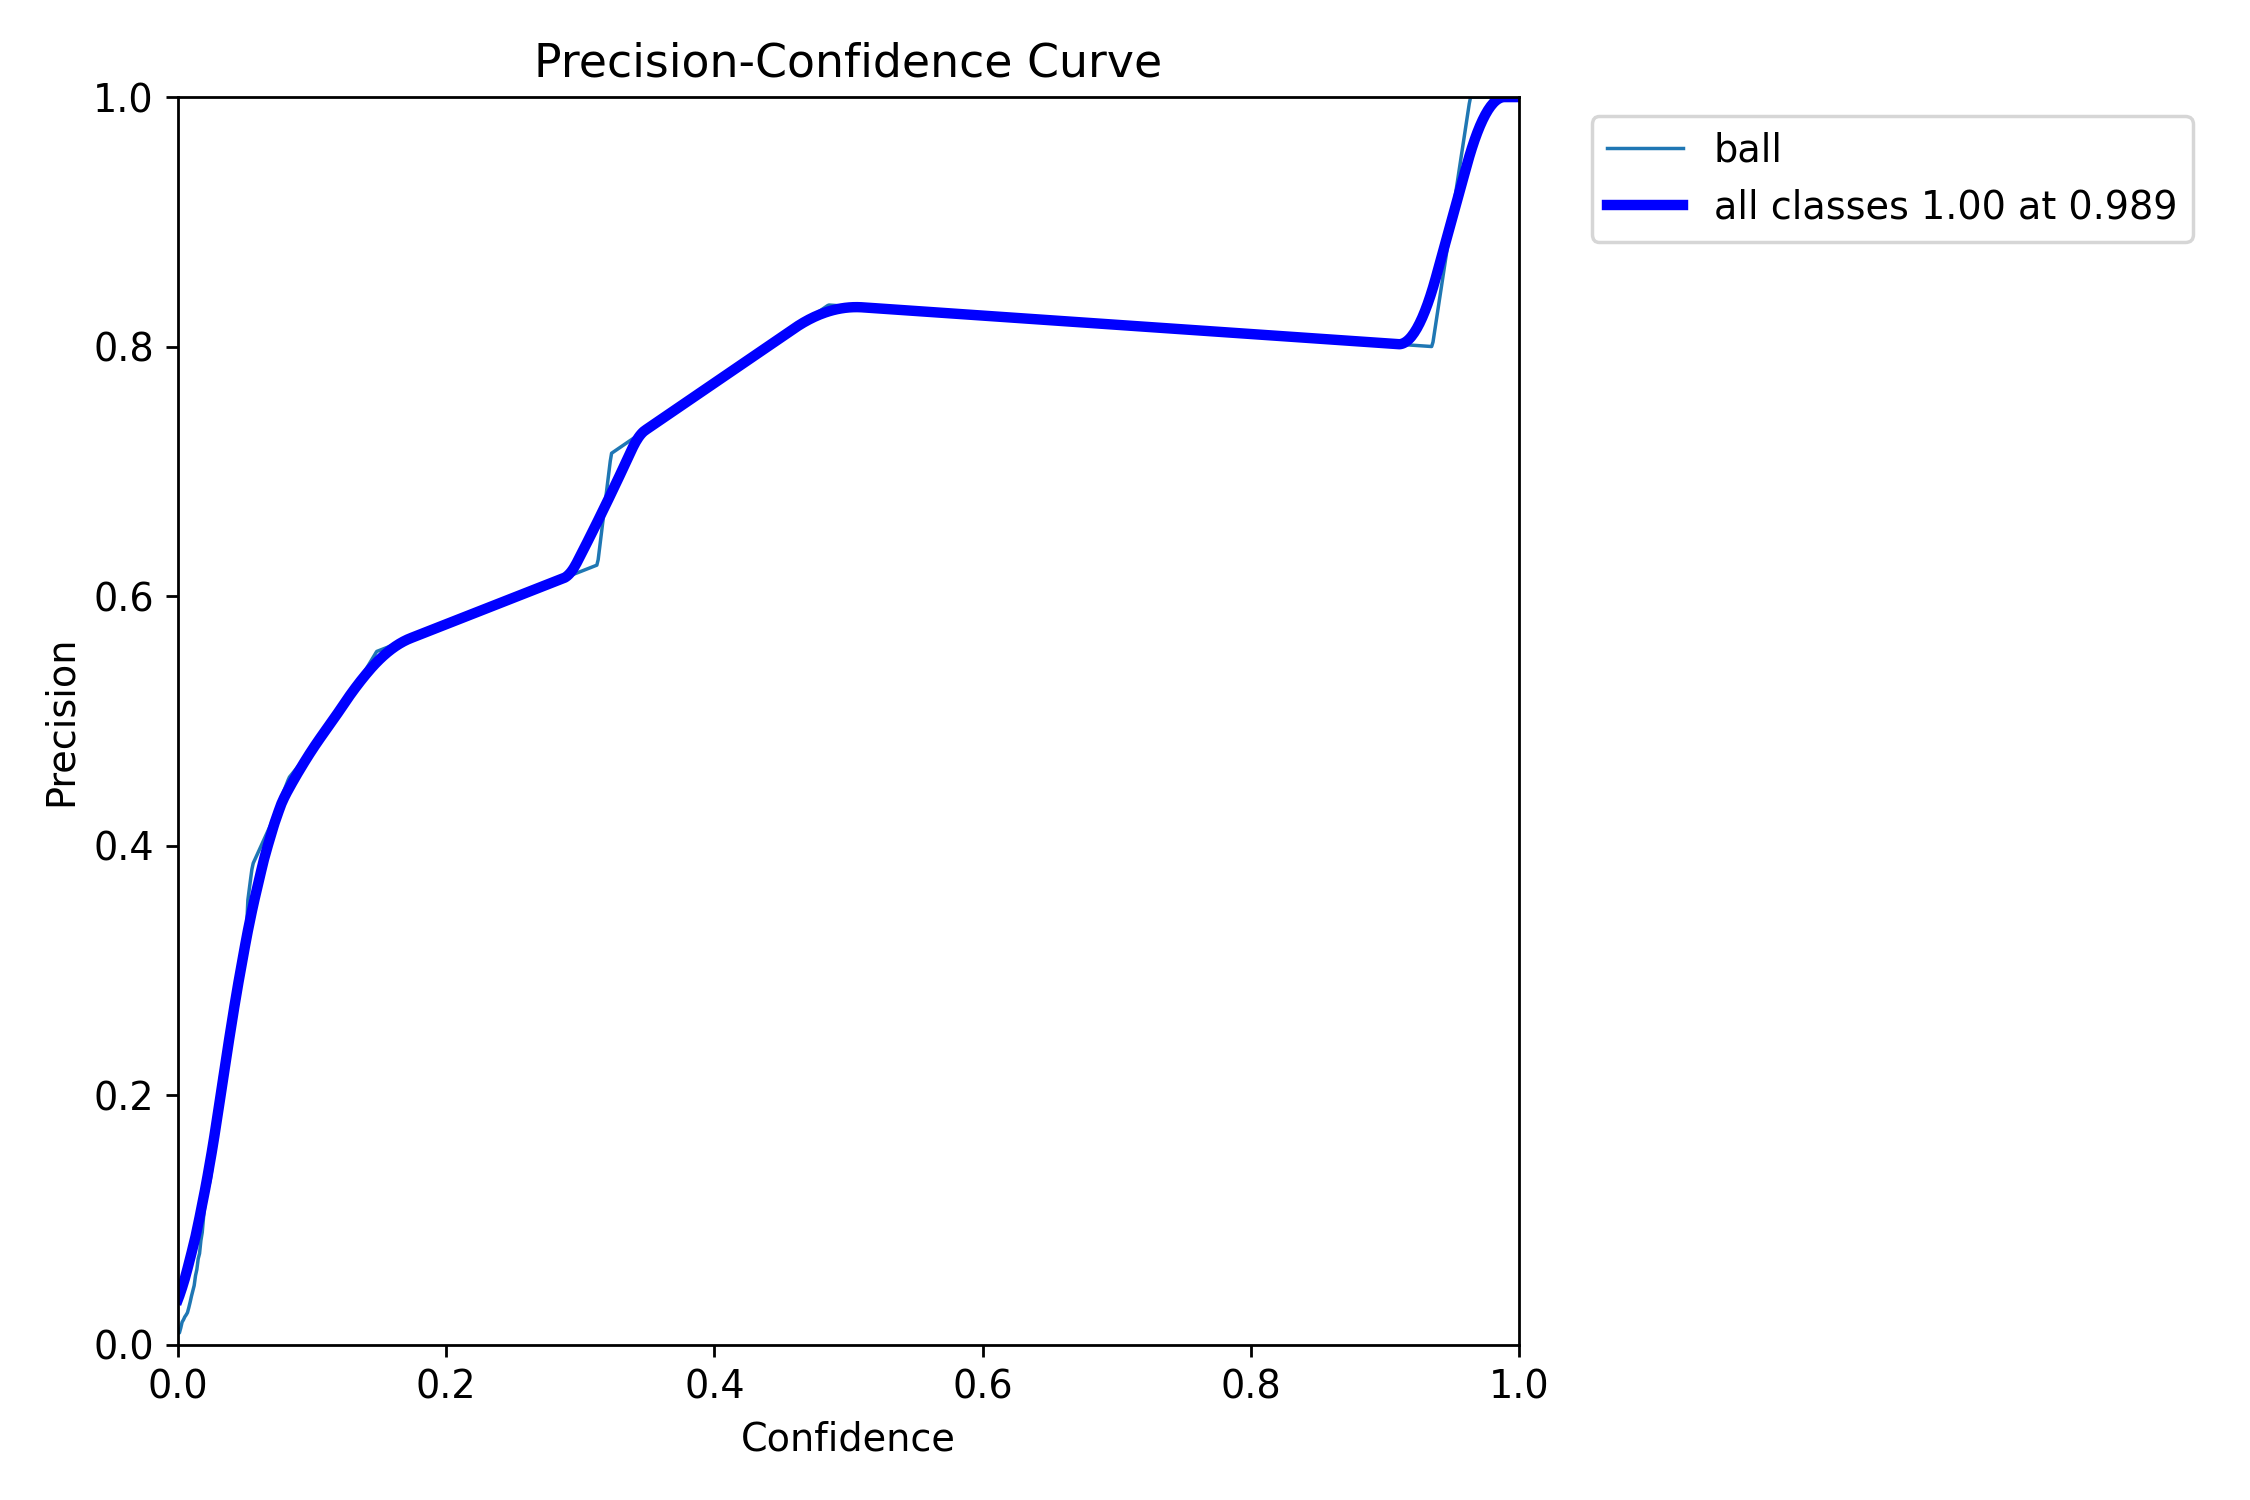 Precision-Confidence Curve
1.0
0.8
0.6
0.4
0.2
0.0
Precision
0.0 0.2 0.4 0.6 0.8 1.0
Confidence
ball
all classes 1.00 at 0.989